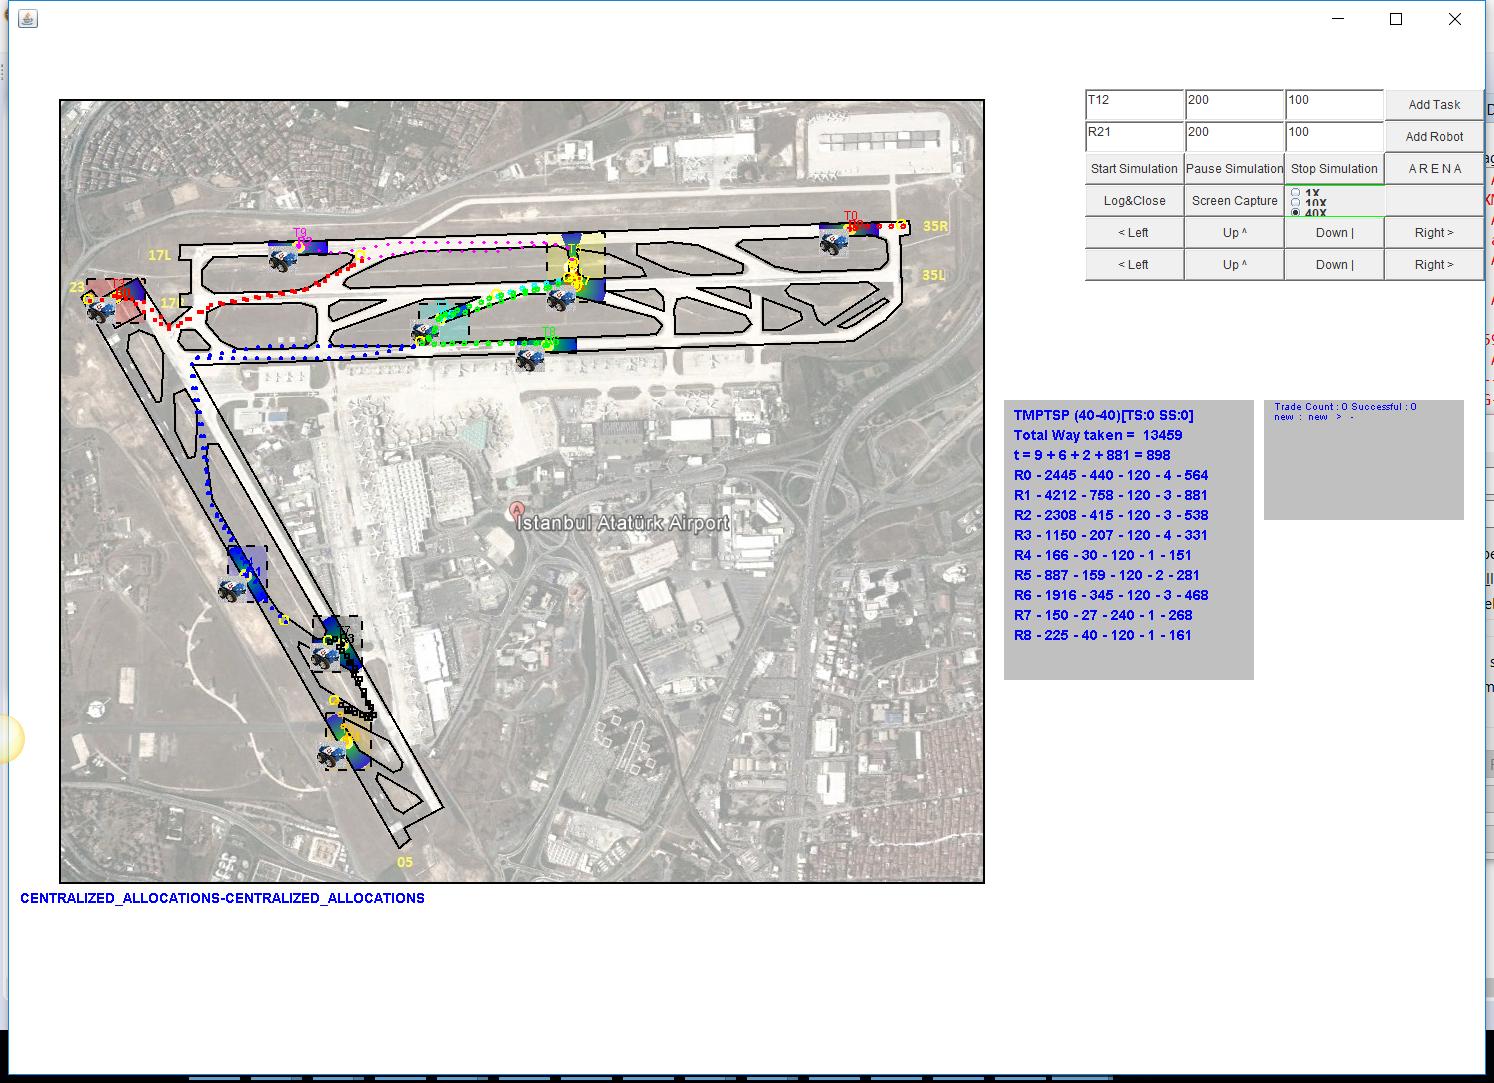 T12 200 100 Add Task
R21 200 100 Add Robot
Start Simulation Pause Simulation Stop Simulation A R E N A
Log&Close Screen Capture 1X
10X
40X
< Left Up ^ Down | Right >
< Left Up ^ Down | Right >
T0
35R
T9
17L
35L
23
17R
T8
A
İstanbul Atatürk Airport
05
TMPTSP (40-40)[TS:0 SS:0]
Total Way taken = 13459
t = 9 + 6 + 2 + 881 = 898
R0 - 2445 - 440 - 120 - 4 - 564
R1 - 4212 - 758 - 120 - 3 - 881
R2 - 2308 - 415 - 120 - 3 - 538
R3 - 1150 - 207 - 120 - 4 - 331
R4 - 166 - 30 - 120 - 1 - 151
R5 - 887 - 159 - 120 - 2 - 281
R6 - 1916 - 345 - 120 - 3 - 468
R7 - 150 - 27 - 240 - 1 - 268
R8 - 225 - 40 - 120 - 1 - 161
Trade Count : 0 Successful : 0
new : new > -
CENTRALIZED_ALLOCATIONS-CENTRALIZED_ALLOCATIONS